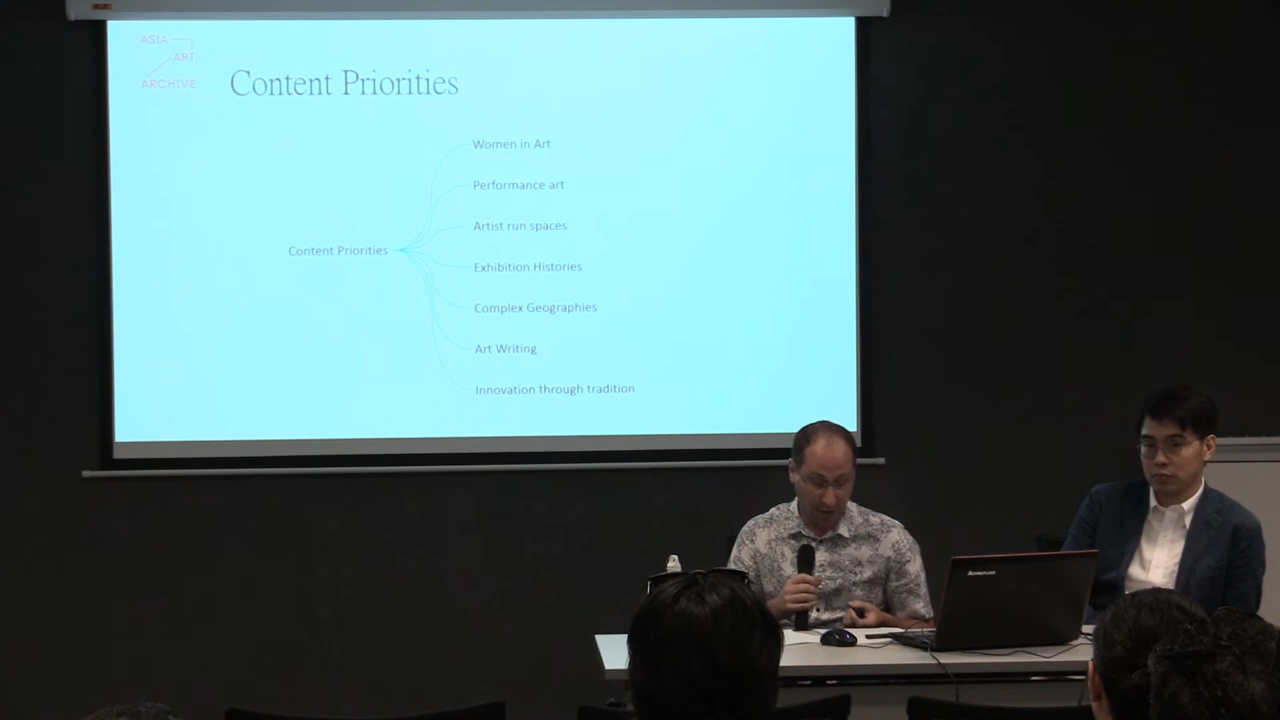 ASIA
ART
ARCHIVE
Content Priorities
Women in Art
Performance art
Artist run spaces
Content Priorities
Exhibition Histories
Complex Geographies
Art Writing
Innovation through tradition
Lenovo